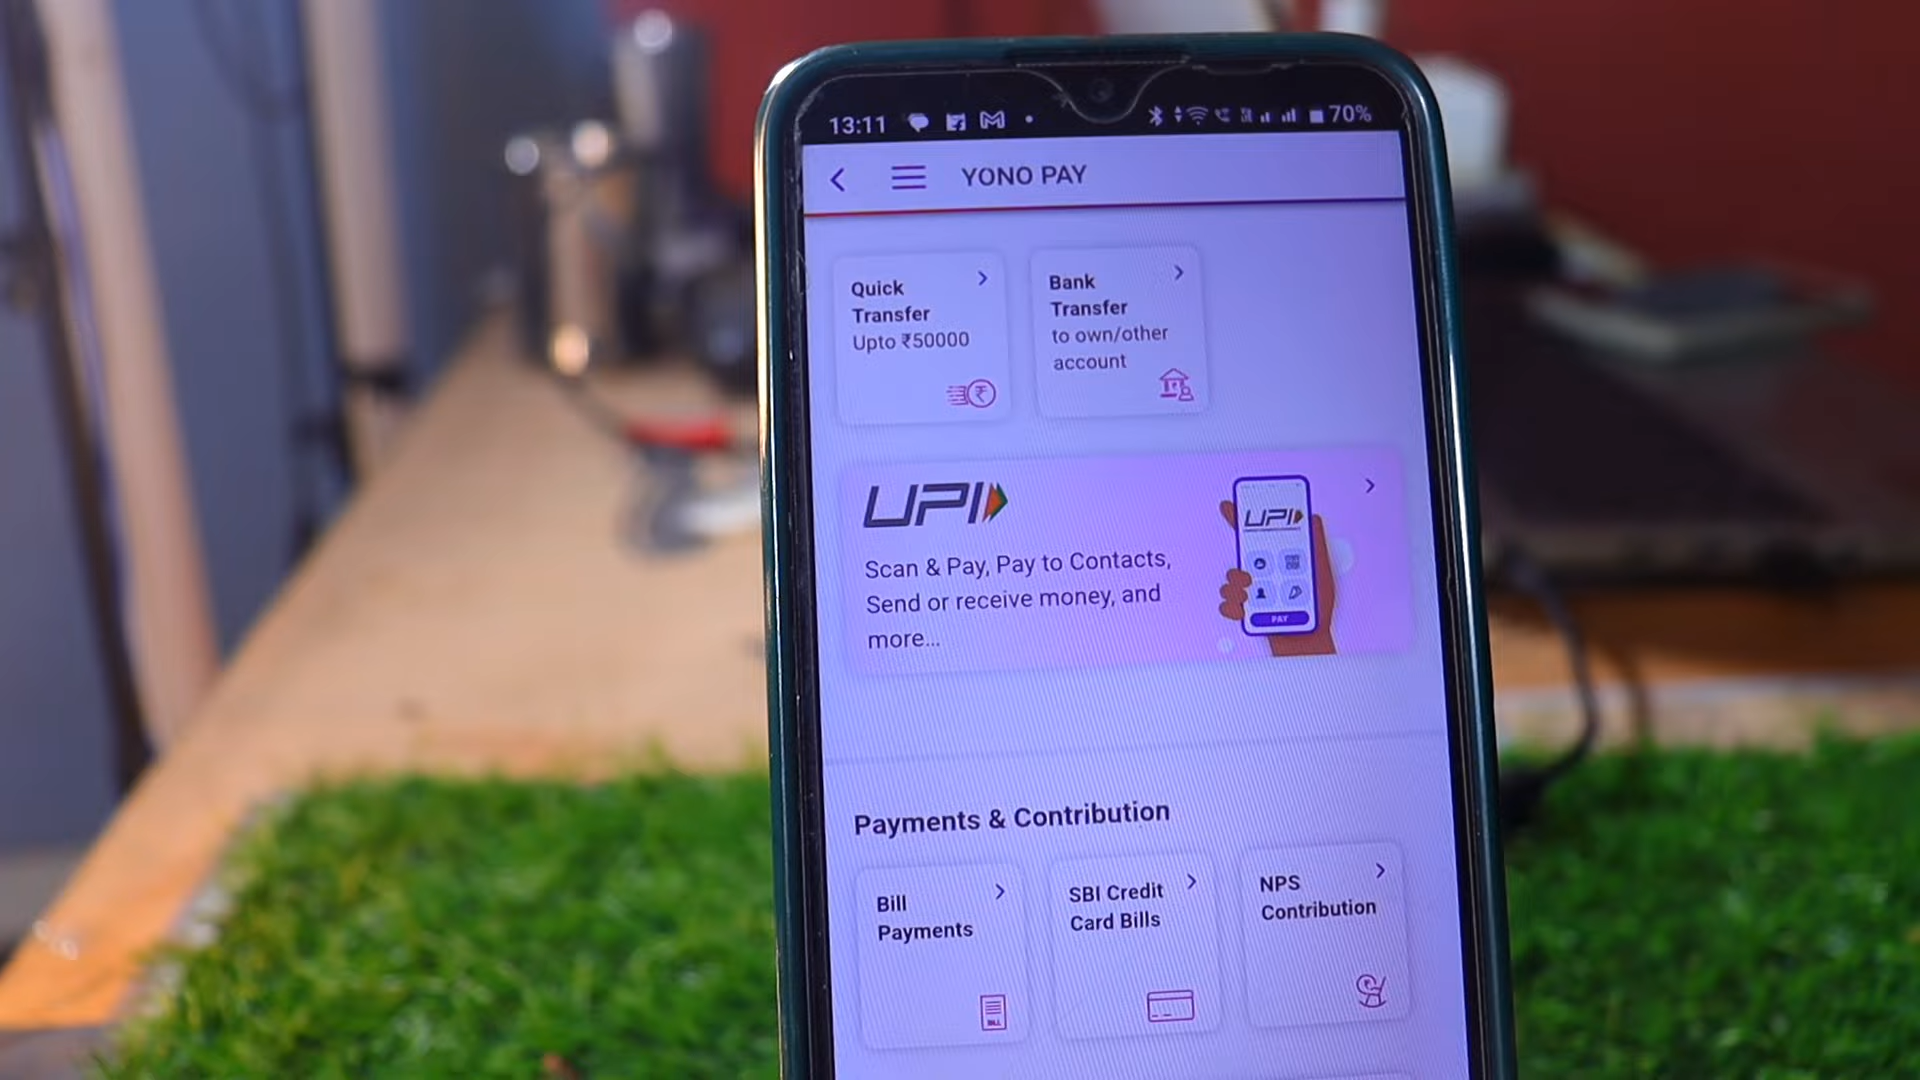 13:11
70%
YONO PAY
Quick
Transfer
Upto ₹50000
Bank
Transfer
to own/other
account
UPI
Scan & Pay, Pay to Contacts,
Send or receive money, and
more...
UPI
PAY
Payments & Contribution
Bill
Payments
BILL
SBI Credit
Card Bills
NPS
Contribution